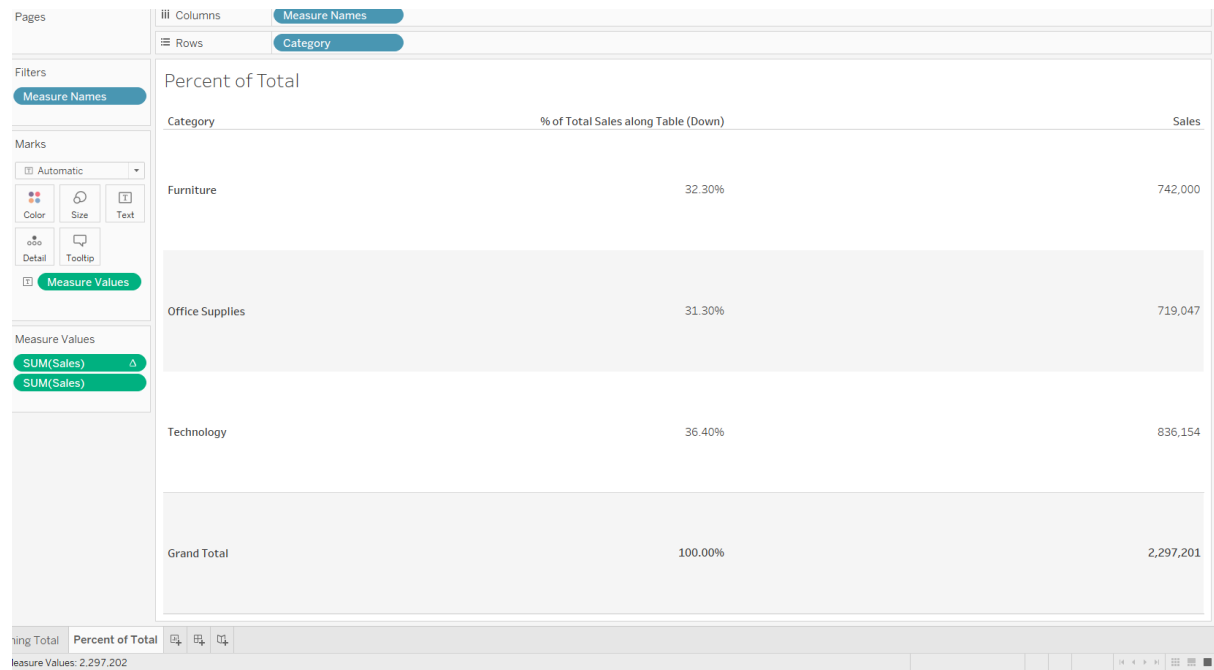 Pages
Columns Measure Names
Rows Category
Filters
Measure Names
Marks
Automatic
Color Size Text
Detail Tooltip
Measure Values
Measure Values
SUM(Sales) Δ
SUM(Sales)
Percent of Total
Category % of Total Sales along Table (Down) Sales
Furniture 32.30% 742,000
Office Supplies 31.30% 719,047
Technology 36.40% 836,154
Grand Total 100.00% 2,297,201
ning Total Percent of Total
easure Values: 2,297,202